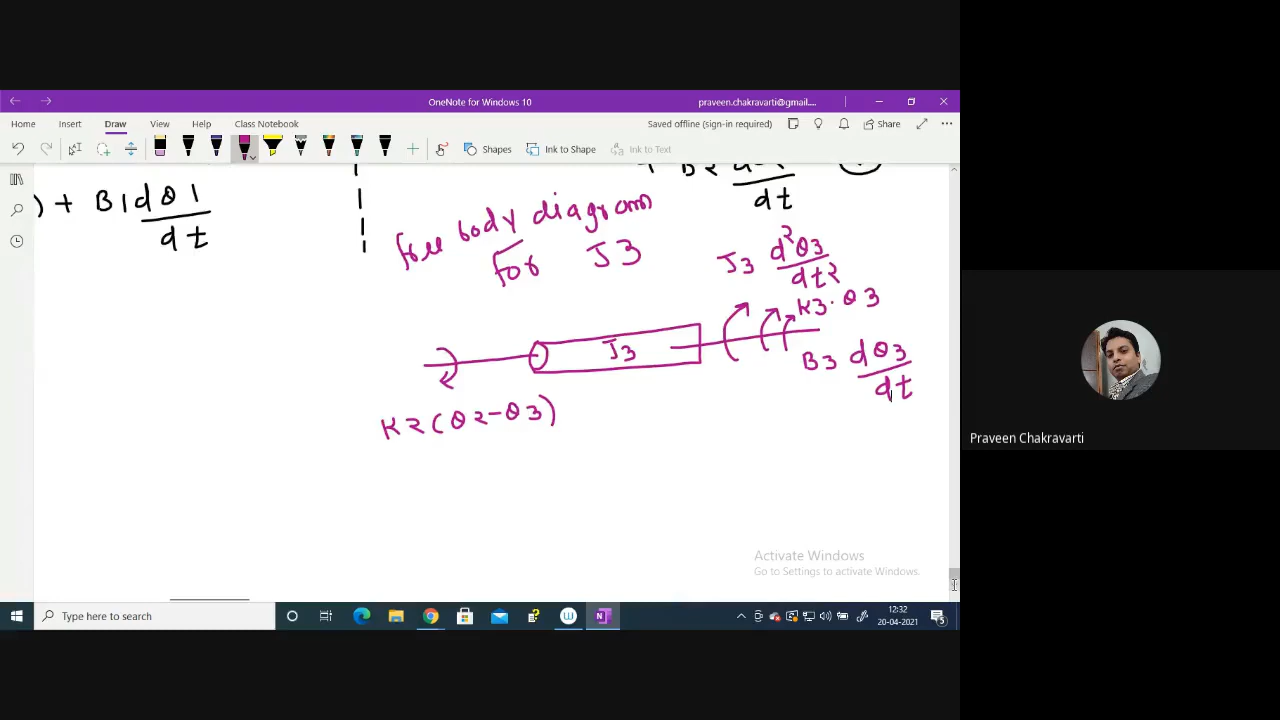 OneNote for Windows 10
praveen.chakravarti@gmail....
Home Insert Draw View Help Class Notebook
Saved offline (sign-in required)
Share
Shapes
Ink to Shape
Ink to Text
) + B1 dθ1
dt
dt
free body diagram
for J3
J3 d²θ3
dt2
K3·θ3
J3
B3 dθ3
dt
K2(θ2-θ3)
Praveen Chakravarti
Activate Windows
Go to Settings to activate Windows.
Type here to search
12:32
20-04-2021
5